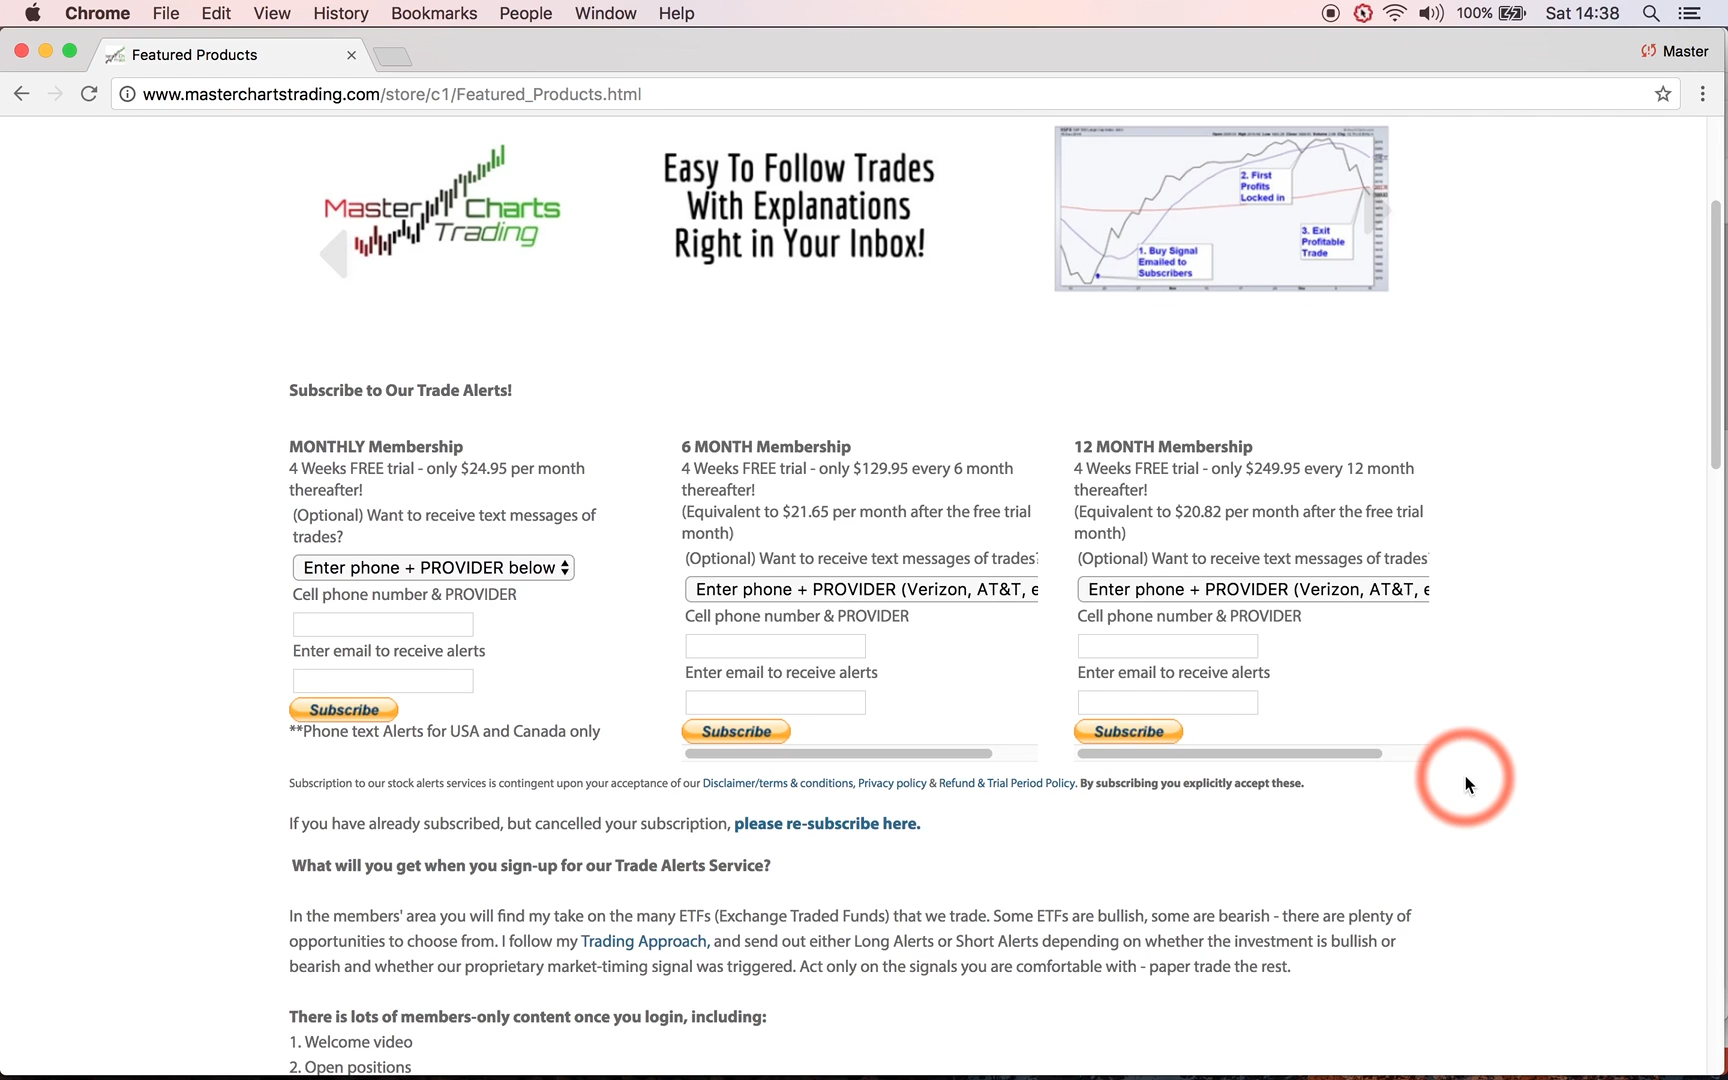 Chrome File Edit View History Bookmarks People Window Help 100% Sat 14:38
Featured Products
Master
www.masterchartstrading.com/store/c1/Featured_Products.html
Master Charts
Trading
Easy To Follow Trades
With Explanations
Right in Your Inbox!
2. First
Profits
Locked in
3. Exit
Profitable
Trade
1. Buy Signal
Emailed to
Subscribers
Subscribe to Our Trade Alerts!
MONTHLY Membership
4 Weeks FREE trial - only $24.95 per month
thereafter!
(Optional) Want to receive text messages of
trades?
Enter phone + PROVIDER below
Cell phone number & PROVIDER
Enter email to receive alerts
Subscribe
**Phone text Alerts for USA and Canada only
6 MONTH Membership
4 Weeks FREE trial - only $129.95 every 6 month
thereafter!
(Equivalent to $21.65 per month after the free trial
month)
(Optional) Want to receive text messages of trades?
Enter phone + PROVIDER (Verizon, AT&T, e
Cell phone number & PROVIDER
Enter email to receive alerts
Subscribe
12 MONTH Membership
4 Weeks FREE trial - only $249.95 every 12 month
thereafter!
(Equivalent to $20.82 per month after the free trial
month)
(Optional) Want to receive text messages of trades
Enter phone + PROVIDER (Verizon, AT&T, e
Cell phone number & PROVIDER
Enter email to receive alerts
Subscribe
Subscription to our stock alerts services is contingent upon your acceptance of our Disclaimer/terms & conditions, Privacy policy & Refund & Trial Period Policy. By subscribing you explicitly accept these.
If you have already subscribed, but cancelled your subscription, please re-subscribe here.
What will you get when you sign-up for our Trade Alerts Service?
In the members' area you will find my take on the many ETFs (Exchange Traded Funds) that we trade. Some ETFs are bullish, some are bearish - there are plenty of
opportunities to choose from. I follow my Trading Approach, and send out either Long Alerts or Short Alerts depending on whether the investment is bullish or
bearish and whether our proprietary market-timing signal was triggered. Act only on the signals you are comfortable with - paper trade the rest.
There is lots of members-only content once you login, including:
1. Welcome video
2. Open positions